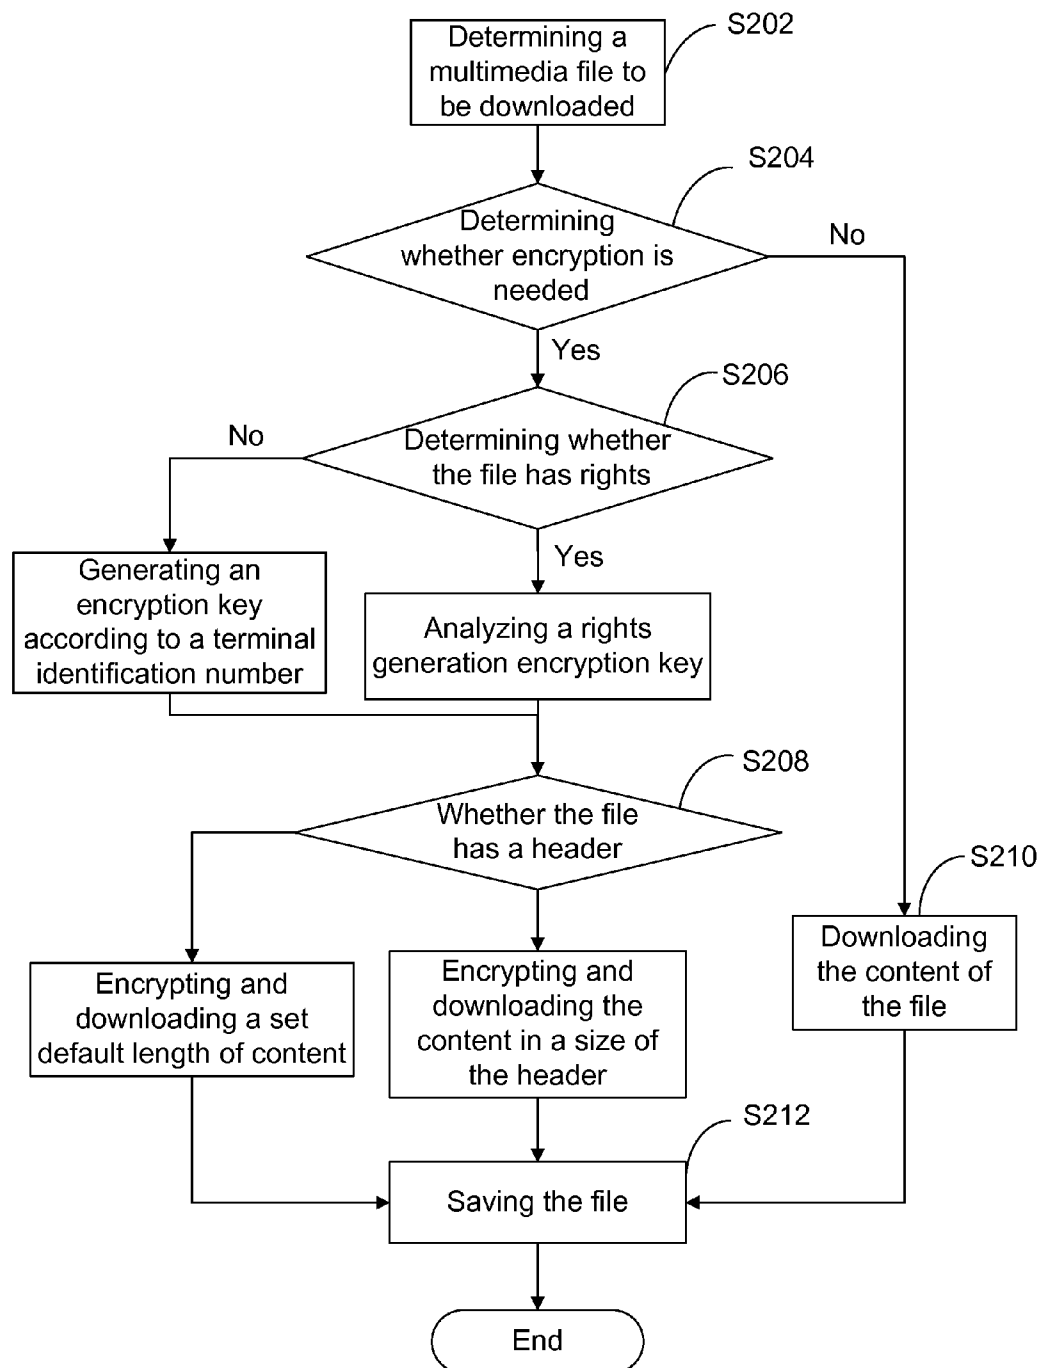 Determining a
multimedia file to
be downloaded
S202
S204
Determining
whether encryption is
needed
No
Yes
S206
Determining whether
the file has rights
No
Yes
Generating an
encryption key
according to a terminal
identification number
Analyzing a rights
generation encryption key
S208
Whether the file
has a header
S210
Downloading
the content of
the file
Encrypting and
downloading a set
default length of content
Encrypting and
downloading the
content in a size of
the header
S212
Saving the file
End